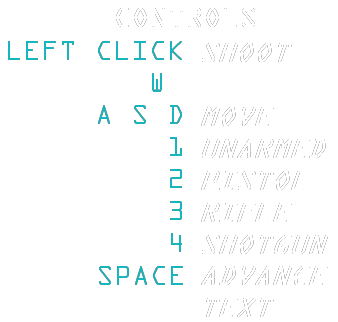 CONTROLS
LEFT CLICK SHOOT
W
A S D MOVE
1 UNARMED
2 PISTOL
3 RIFLE
4 SHOTGUN
SPACE ADVANCE
TEXT